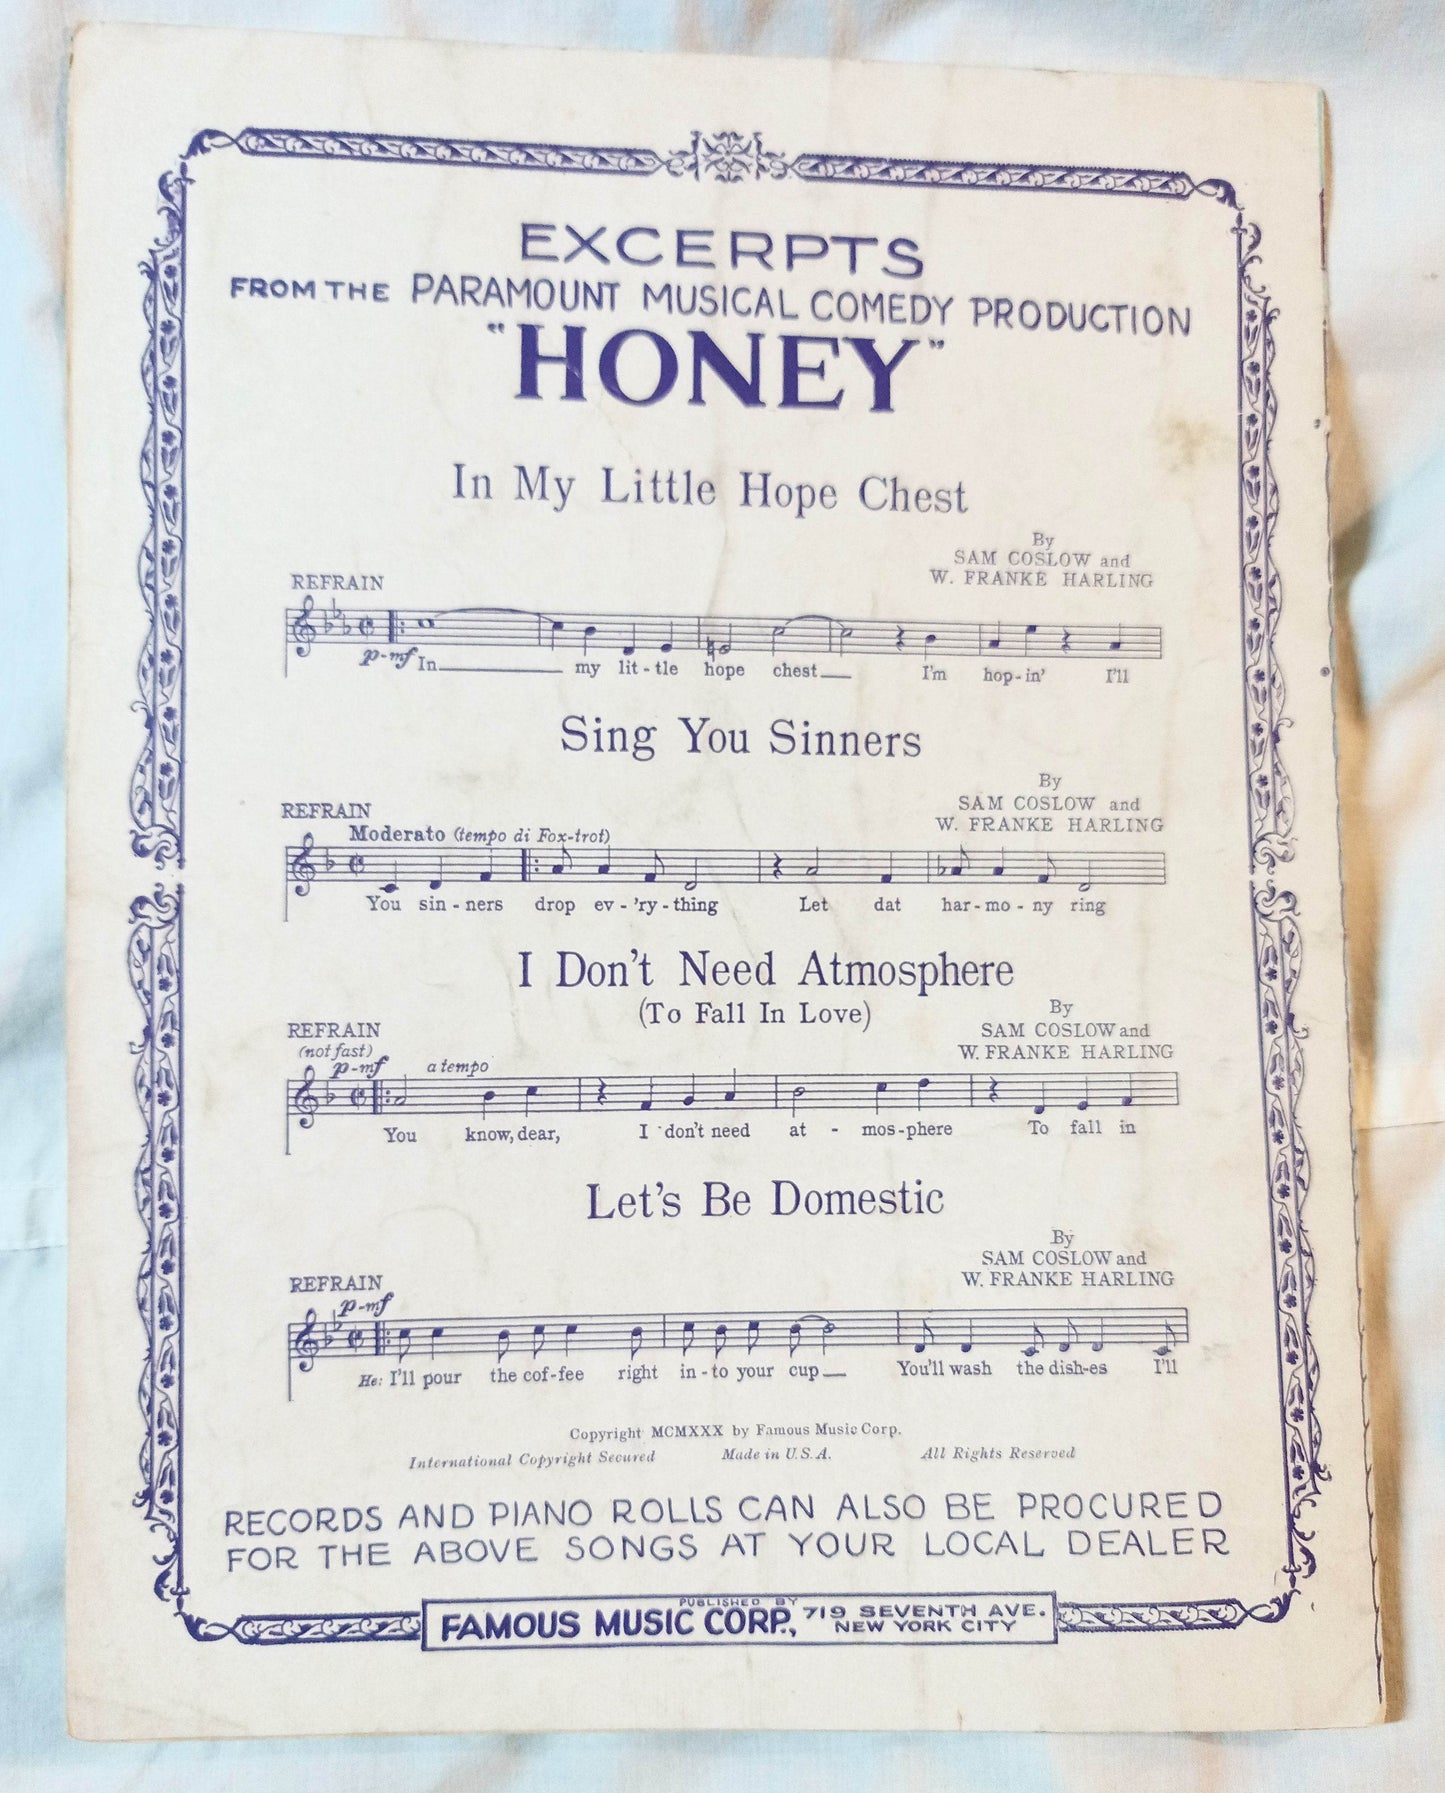 EXCERPTS
FROM THE PARAMOUNT MUSICAL COMEDY PRODUCTION
"HONEY"
In My Little Hope Chest
By
SAM COSLOW and
W. FRANKE HARLING
REFRAIN
p-mf In my lit-tle hope chest I'm hop-in' I'll
Sing You Sinners
By
SAM COSLOW and
W. FRANKE HARLING
REFRAIN
Moderato (tempo di Fox-trot)
You sin-ners drop ev-'ry-thing Let dat har-mo-ny ring
I Don't Need Atmosphere
(To Fall In Love)
By
SAM COSLOW and
W. FRANKE HARLING
REFRAIN
(not fast)
p-mf a tempo
You know, dear, I don't need at-mos-phere To fall in
Let's Be Domestic
By
SAM COSLOW and
W. FRANKE HARLING
REFRAIN
p-mf
He: I'll pour the cof-fee right in-to your cup You'll wash the dish-es I'll
Copyright MCMXXX by Famous Music Corp.
International Copyright Secured Made in U.S.A. All Rights Reserved
RECORDS AND PIANO ROLLS CAN ALSO BE PROCURED
FOR THE ABOVE SONGS AT YOUR LOCAL DEALER
PUBLISHED BY
FAMOUS MUSIC CORP., 719 SEVENTH AVE.
NEW YORK CITY